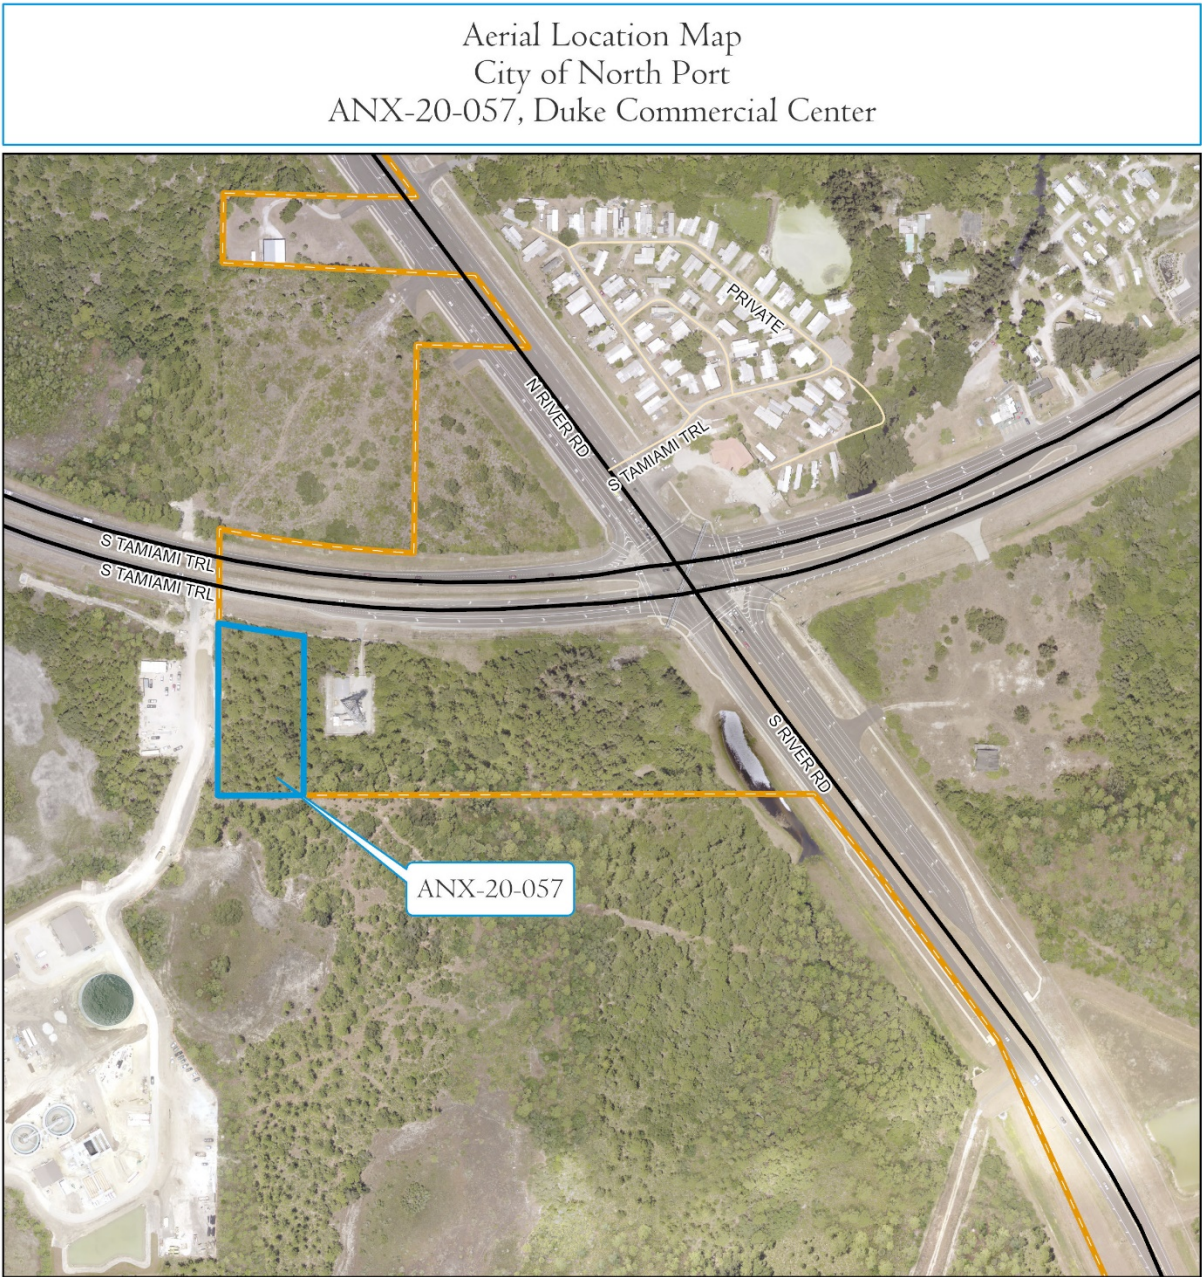 Aerial Location Map
City of North Port
ANX-20-057, Duke Commercial Center
PRIVATE
N RIVER RD
S TAMIAMI TRL
S TAMIAMI TRL
S TAMIAMI TRL
S RIVER RD
ANX-20-057